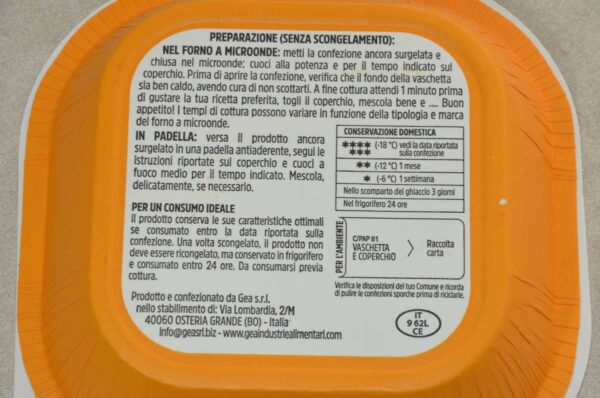 PREPARAZIONE (SENZA SCONGELAMENTO):
NEL FORNO A MICROONDE: metti la confezione ancora surgelata e
chiusa nel microonde; cuoci alla potenza e per il tempo indicato sul
coperchio. Prima di aprire la confezione, verifica che il fondo della vaschetta
sia ben caldo, avendo cura di non scottarti. A fine cottura attendi 1 minuto prima
di gustare la tua ricetta preferita, togli il coperchio, mescola bene e .... Buon
appetito! I tempi di cottura possono variare in funzione della tipologia e marca
del forno a microonde.
IN PADELLA: versa il prodotto ancora
surgelato in una padella antiaderente, segui le
istruzioni riportate sul coperchio e cuoci a
fuoco medio per il tempo indicato. Mescola,
delicatamente, se necessario.
PER UN CONSUMO IDEALE
Il prodotto conserva le sue caratteristiche ottimali
se consumato entro la data riportata sulla
confezione. Una volta scongelato, il prodotto non
deve essere ricongelato, ma conservato in frigorifero
e consumato entro 24 ore. Da consumarsi previa
cottura.
CONSERVAZIONE DOMESTICA
**** (-18 °C) vedi la data riportata
*** sulla confezione
** (-12 °C) 1 mese
* (-6 °C) 1 settimana
Nello scomparto del ghiaccio 3 giorni
Nel frigorifero 24 ore
PER L'AMBIENTE
C/PAP 81
VASCHETTA
E COPERCHIO
Raccolta
carta
Verifica le disposizioni del tuo Comune e ricorda
di pulire le confezioni sporche prima di riciclarle.
Prodotto e confezionato da Gea s.r.l.
nello stabilimento di: Via Lombardia, 2/M
40060 OSTERIA GRANDE (BO) - Italia
info@geasrl.biz - www.geaindustriealimentari.com
IT
9 62L
CE